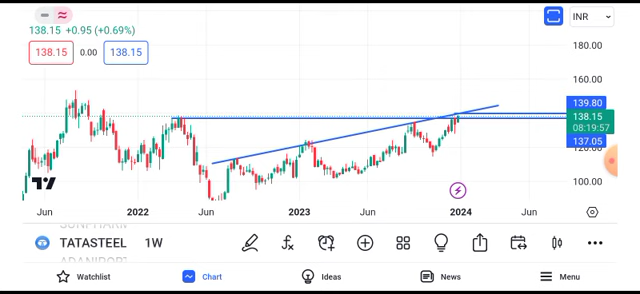 INR
138.15 +0.95 (+0.69%)
138.15 0.00 138.15
180.00
160.00
139.80
138.15
08:19:57
137.05
120.00
100.00
Jun 2022 Jun 2023 Jun 2024 Jun
TATASTEEL 1W
Watchlist Chart Ideas News Menu